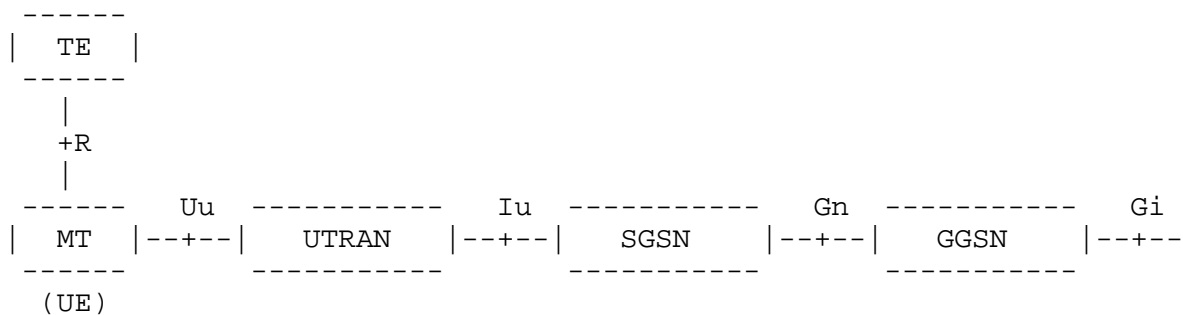 ------
|  TE  |
 ------
   |
   +R
   |
 ------   Uu  -----------   Iu  -----------   Gn  -----------   Gi
|  MT  |--+--|   UTRAN   |--+--|   SGSN    |--+--|   GGSN    |--+--
 ------       -----------       -----------       -----------
  (UE)